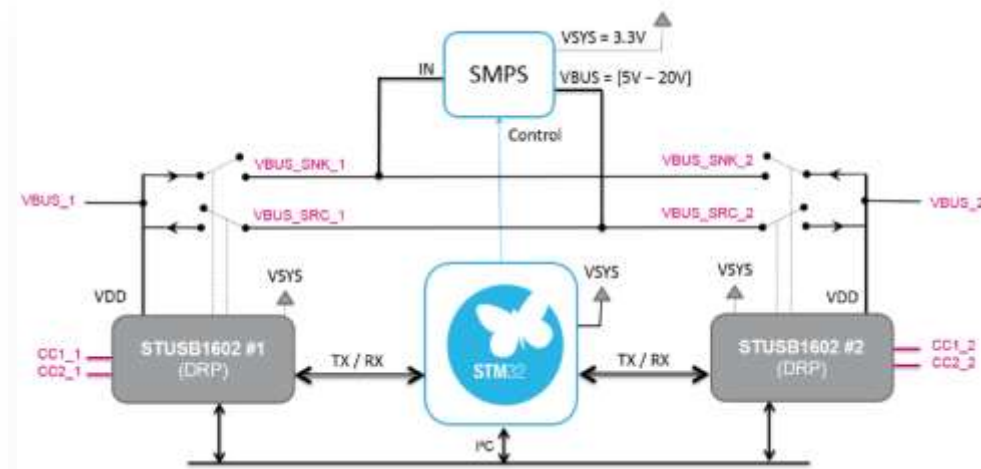 VSYS = 3.3V
IN
SMPS
VBUS = [5V – 20V]
Control
VBUS_SNK_1
VBUS_SNK_2
VBUS_1
VBUS_2
VBUS_SRC_1
VBUS_SRC_2
VSYS
VSYS
VSYS
VDD
VDD
STUSB1602 #1
(DRP)
STUSB1602 #2
(DRP)
CC1_1
CC2_1
CC1_2
CC2_2
TX / RX
STM32
TX / RX
I²C